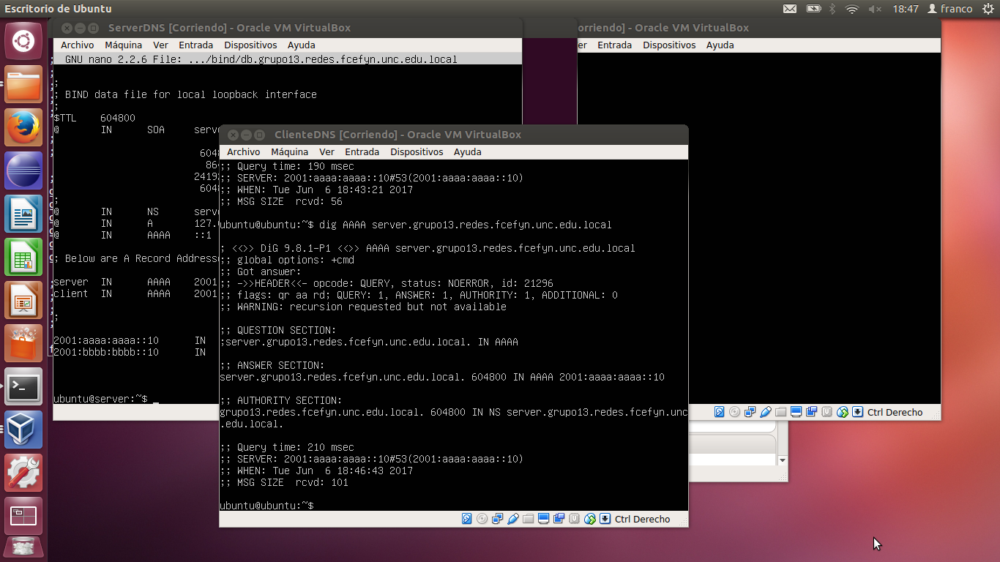 Escritorio de Ubuntu
18:47 franco
ServerDNS [Corriendo] - Oracle VM VirtualBox
Archivo Máquina Ver Entrada Dispositivos Ayuda
GNU nano 2.2.6 File: .../bind/db.grupo13.redes.fcefyn.unc.edu.local
;
; BIND data file for local loopback interface
;
$TTL 604800
@ IN SOA serv
604
86
2419
604
;
@ IN NS serv
@ IN A 127.
@ IN AAAA ::1
; Below are A Record Address
server IN AAAA 2001
client IN AAAA 2001
;
2001:aaaa:aaaa::10 IN
2001:bbbb:bbbb::10 IN
ubuntu@server:~$ _
orriendo] - Oracle VM VirtualBox
er Entrada Dispositivos Ayuda
Ctrl Derecho
ClienteDNS [Corriendo] - Oracle VM VirtualBox
Archivo Máquina Ver Entrada Dispositivos Ayuda
;; Query time: 190 msec
;; SERVER: 2001:aaaa:aaaa::10#53(2001:aaaa:aaaa::10)
;; WHEN: Tue Jun  6 18:43:21 2017
;; MSG SIZE  rcvd: 56
ubuntu@ubuntu:~$ dig AAAA server.grupo13.redes.fcefyn.unc.edu.local
; <<>> DiG 9.8.1-P1 <<>> AAAA server.grupo13.redes.fcefyn.unc.edu.local
;; global options: +cmd
;; Got answer:
;; ->>HEADER<<- opcode: QUERY, status: NOERROR, id: 21296
;; flags: qr aa rd; QUERY: 1, ANSWER: 1, AUTHORITY: 1, ADDITIONAL: 0
;; WARNING: recursion requested but not available
;; QUESTION SECTION:
;server.grupo13.redes.fcefyn.unc.edu.local. IN AAAA
;; ANSWER SECTION:
server.grupo13.redes.fcefyn.unc.edu.local. 604800 IN AAAA 2001:aaaa:aaaa::10
;; AUTHORITY SECTION:
grupo13.redes.fcefyn.unc.edu.local. 604800 IN NS server.grupo13.redes.fcefyn.unc
.edu.local.
;; Query time: 210 msec
;; SERVER: 2001:aaaa:aaaa::10#53(2001:aaaa:aaaa::10)
;; WHEN: Tue Jun  6 18:46:43 2017
;; MSG SIZE  rcvd: 101
ubuntu@ubuntu:~$
Ctrl Derecho